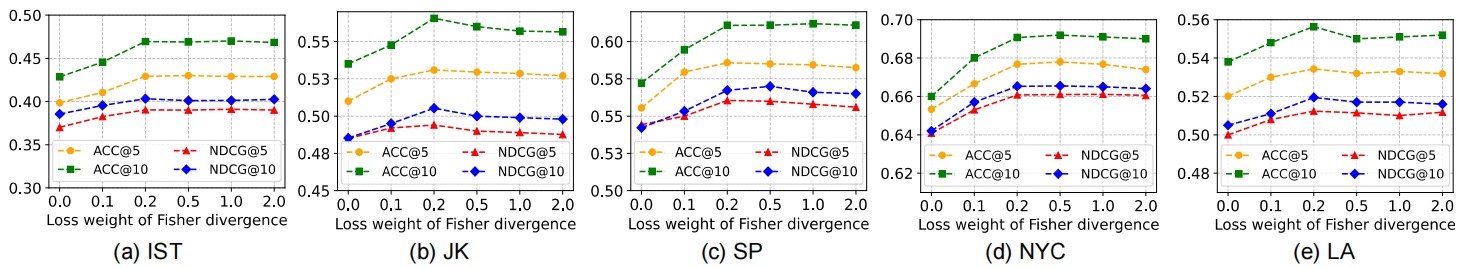 0.50
0.45
0.40
0.35
0.30
ACC@5 NDCG@5
ACC@10 NDCG@10
0.0 0.1 0.2 0.5 1.0 2.0
Loss weight of Fisher divergence
(a) IST
0.55
0.53
0.50
0.48
0.45
ACC@5 NDCG@5
ACC@10 NDCG@10
0.0 0.1 0.2 0.5 1.0 2.0
Loss weight of Fisher divergence
(b) JK
0.60
0.58
0.55
0.53
0.50
ACC@5 NDCG@5
ACC@10 NDCG@10
0.0 0.1 0.2 0.5 1.0 2.0
Loss weight of Fisher divergence
(c) SP
0.70
0.68
0.66
0.64
0.62
ACC@5 NDCG@5
ACC@10 NDCG@10
0.0 0.1 0.2 0.5 1.0 2.0
Loss weight of Fisher divergence
(d) NYC
0.56
0.54
0.52
0.50
0.48
ACC@5 NDCG@5
ACC@10 NDCG@10
0.0 0.1 0.2 0.5 1.0 2.0
Loss weight of Fisher divergence
(e) LA